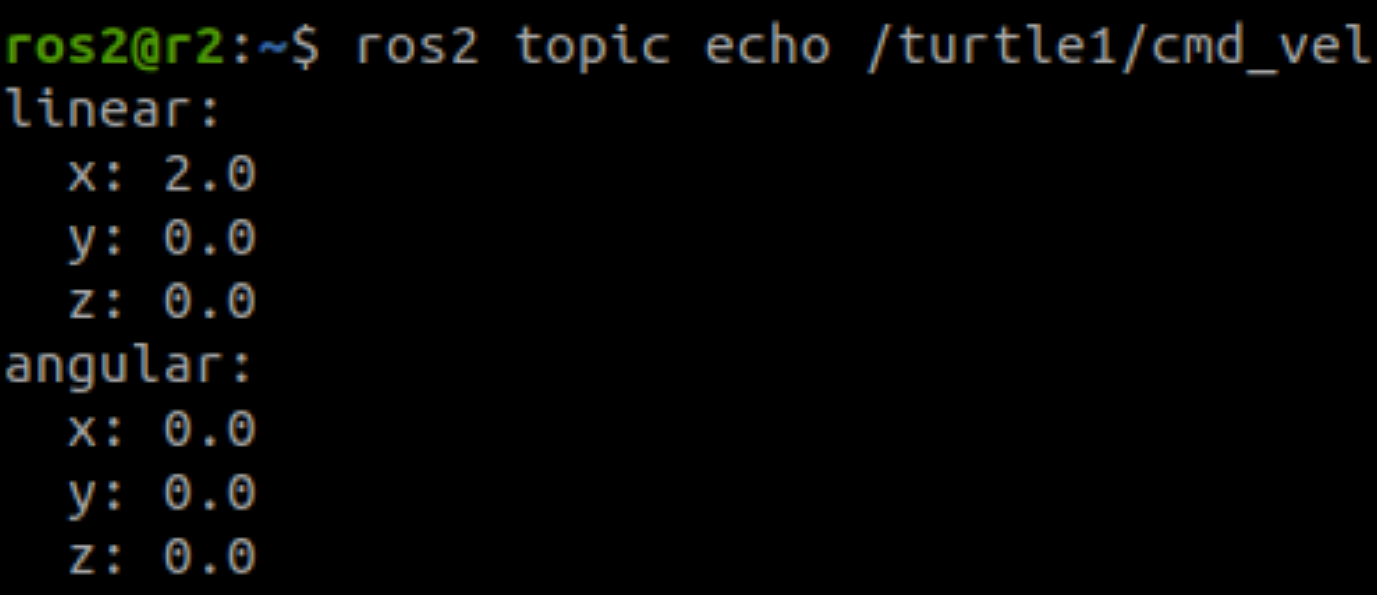 ros2@r2:~$ ros2 topic echo /turtle1/cmd_vel
linear:
  x: 2.0
  y: 0.0
  z: 0.0
angular:
  x: 0.0
  y: 0.0
  z: 0.0